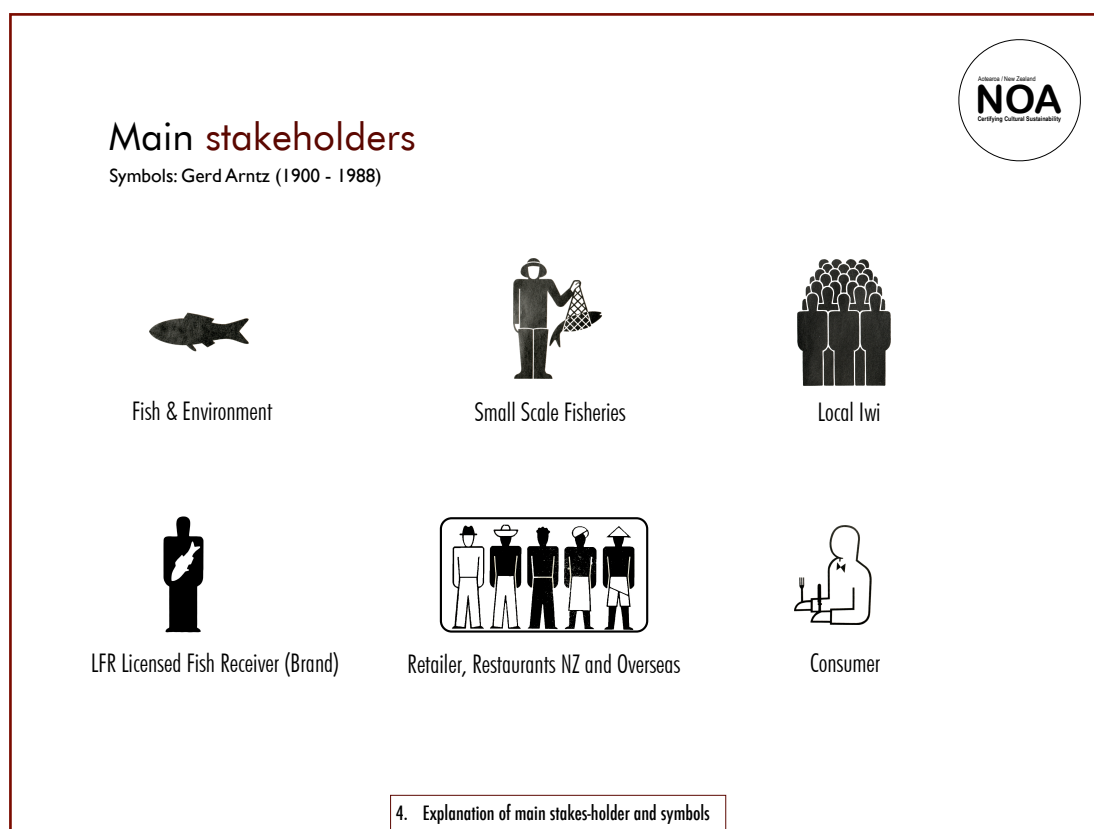 Aotearoa / New Zealand
NOA
Certifying Cultural Sustainability
Main stakeholders
Symbols: Gerd Arntz (1900 - 1988)
Fish & Environment
Small Scale Fisheries
Local Iwi
LFR Licensed Fish Receiver (Brand)
Retailer, Restaurants NZ and Overseas
Consumer
4. Explanation of main stakes-holder and symbols